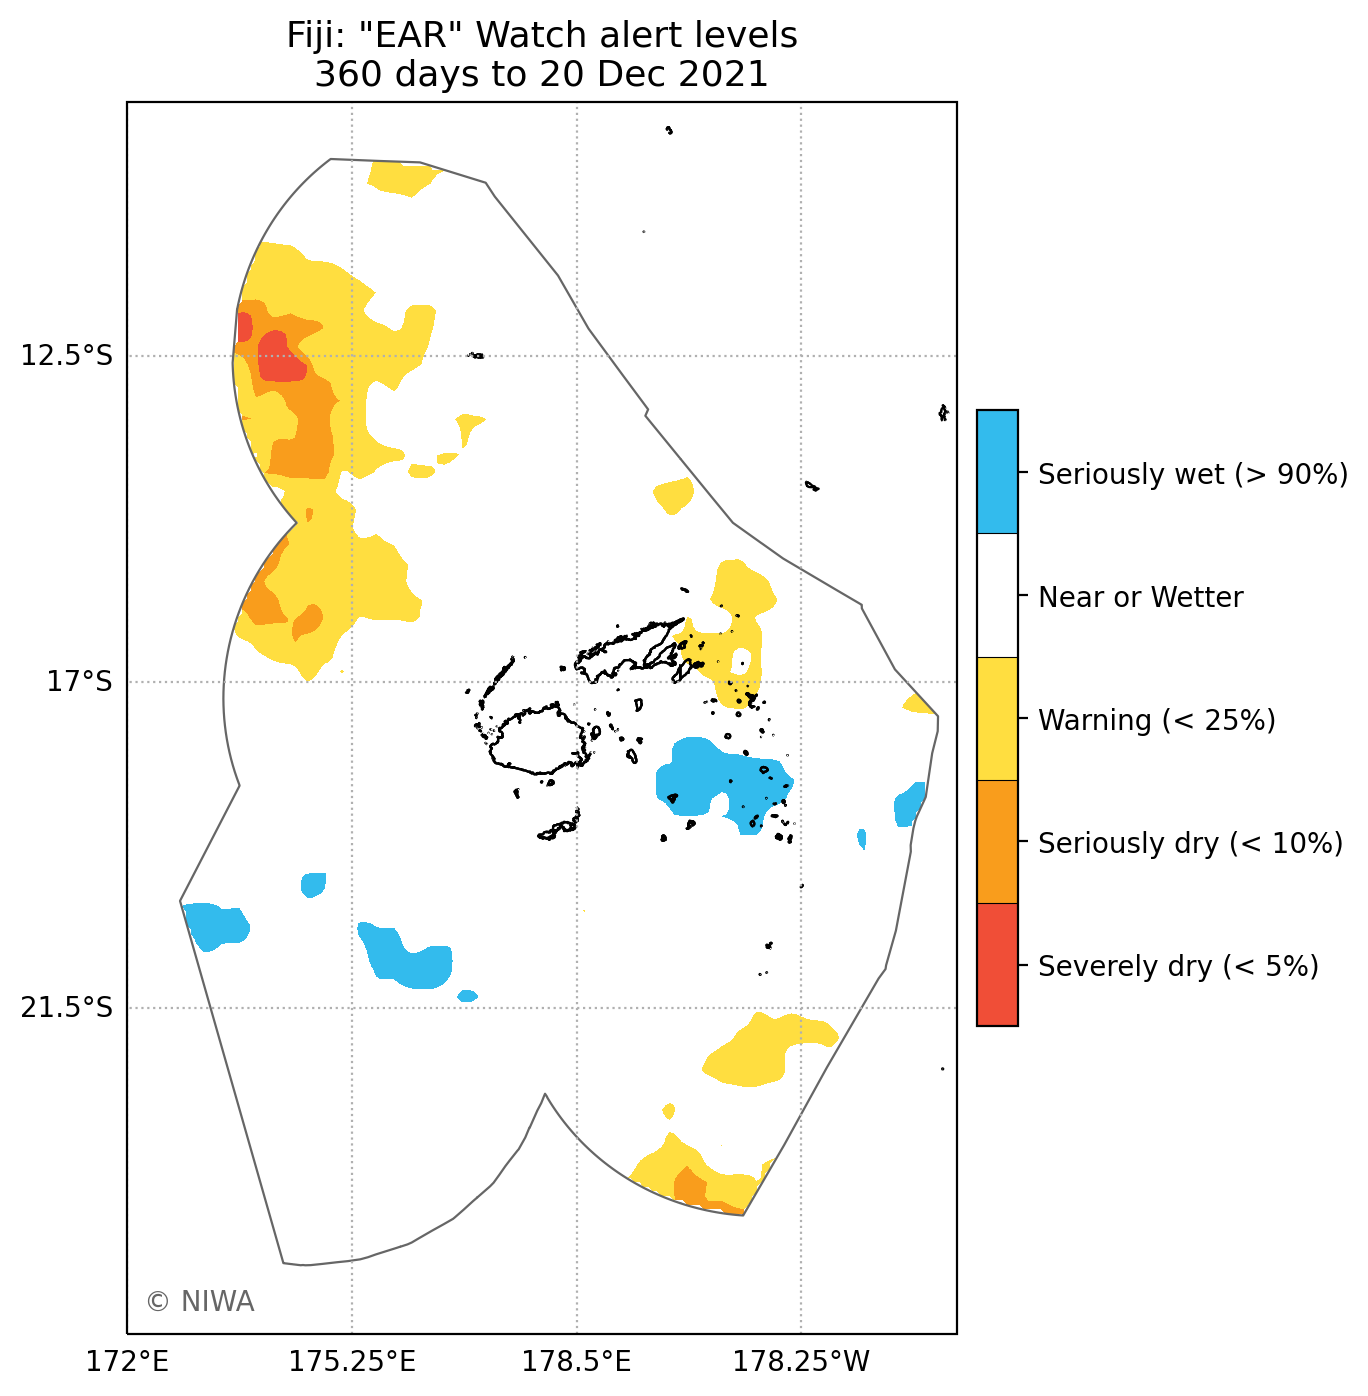 Fiji: "EAR" Watch alert levels
360 days to 20 Dec 2021
12.5°S
17°S
21.5°S
172°E
175.25°E
178.5°E
178.25°W
© NIWA
Seriously wet (> 90%)
Near or Wetter
Warning (< 25%)
Seriously dry (< 10%)
Severely dry (< 5%)